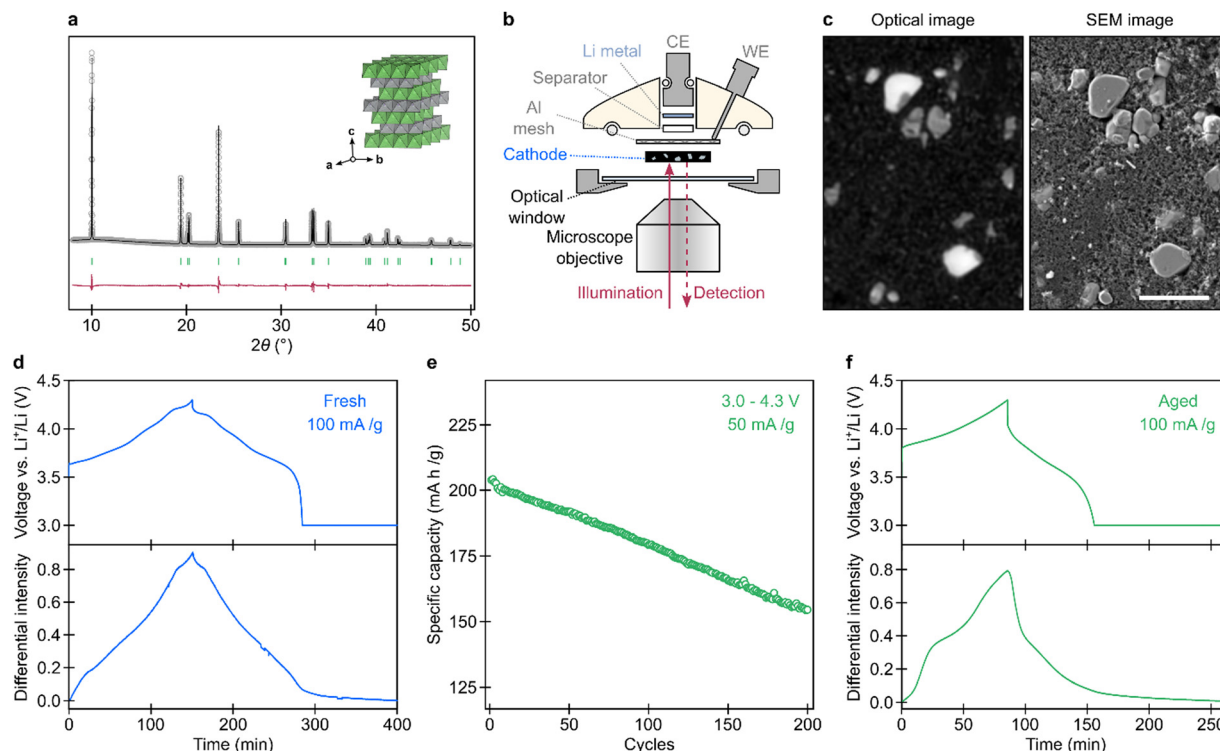 a
c
a
b
10
20
30
40
50
2θ (°)
b
CE
WE
Li metal
Separator
Al
mesh
Cathode
Optical
window
Microscope
objective
Illumination
Detection
c
Optical image
SEM image
d
Voltage vs. Li⁺/Li (V)
4.5
4.0
3.5
3.0
Fresh
100 mA /g
Differential intensity
0.8
0.6
0.4
0.2
0.0
0
100
200
300
400
Time (min)
e
Specific capacity (mA h /g)
225
200
175
150
125
3.0 - 4.3 V
50 mA /g
0
50
100
150
200
Cycles
f
Voltage vs. Li⁺/Li (V)
4.5
4.0
3.5
3.0
Aged
100 mA /g
Differential intensity
0.8
0.6
0.4
0.2
0.0
0
50
100
150
200
250
Time (min)